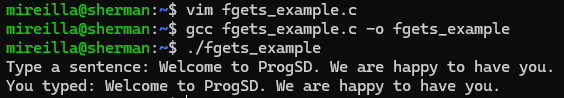 mireilla@sherman:~$ vim fgets_example.c
mireilla@sherman:~$ gcc fgets_example.c -o fgets_example
mireilla@sherman:~$ ./fgets_example
Type a sentence: Welcome to ProgSD. We are happy to have you.
You typed: Welcome to ProgSD. We are happy to have you.